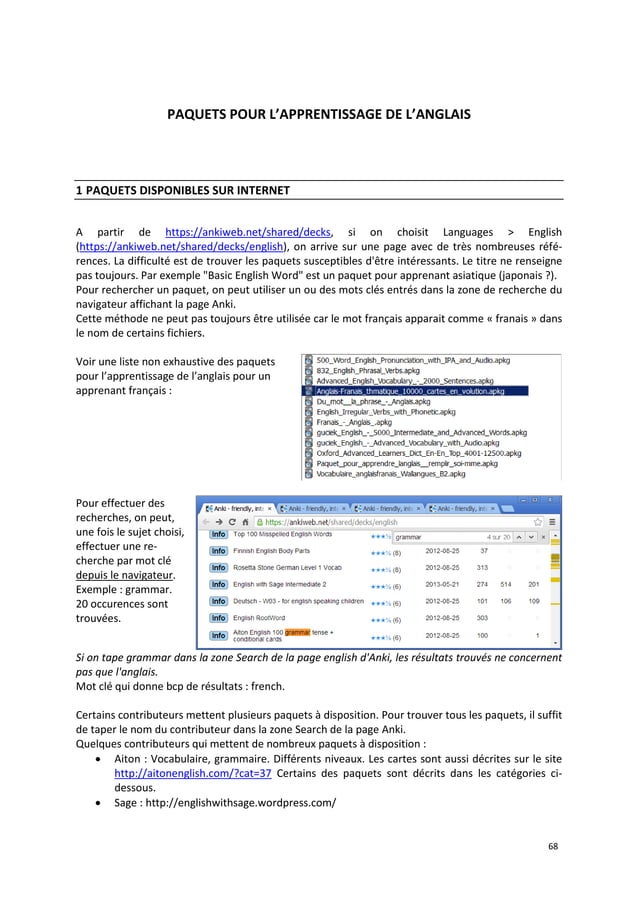 PAQUETS POUR L’APPRENTISSAGE DE L’ANGLAIS
1 PAQUETS DISPONIBLES SUR INTERNET
A partir de https://ankiweb.net/shared/decks, si on choisit Languages > English
(https://ankiweb.net/shared/decks/english), on arrive sur une page avec de très nombreuses réfé-
rences. La difficulté est de trouver les paquets susceptibles d'être intéressants. Le titre ne renseigne
pas toujours. Par exemple "Basic English Word" est un paquet pour apprenant asiatique (japonais ?).
Pour rechercher un paquet, on peut utiliser un ou des mots clés entrés dans la zone de recherche du
navigateur affichant la page Anki.
Cette méthode ne peut pas toujours être utilisée car le mot français apparait comme « franais » dans
le nom de certains fichiers.
Voir une liste non exhaustive des paquets
pour l’apprentissage de l’anglais pour un
apprenant français :
500_Word_English_Pronunciation_with_IPA_and_Audio.apkg
832_English_Phrasal_Verbs.apkg
Advanced_English_Vocabulary_-_2000_Sentences.apkg
Anglais-Franais_thmatique_10000_cartes_en_volution.apkg
Du_mot__la_phrase_-_Anglais.apkg
English_Irregular_Verbs_with_Phonetic.apkg
Franais_-_Anglais_.apkg
guciek_English_-_5000_Intermediate_and_Advanced_Words.apkg
guciek_English_-_Advanced_Vocabulary_with_Audio.apkg
Oxford_Advanced_Learners_Dict_En-En_Top_4001-12500.apkg
Paquet_pour_apprendre_langlais__remplir_soi-mme.apkg
Vocabulaire_anglaisfranais_Wallangues_B2.apkg
Pour effectuer des
recherches, on peut,
une fois le sujet choisi,
effectuer une re-
cherche par mot clé
depuis le navigateur.
Exemple : grammar.
20 occurences sont
trouvées.
Anki - friendly, inte × Anki - friendly, inte × Anki - friendly, inte × Anki - friendly, inte ×
https://ankiweb.net/shared/decks/english
grammar 4 sur 20
Info Top 100 Misspelled English Words
Info Finnish English Body Parts (8) 2012-08-25 37
Info Rosetta Stone German Level 1 Vocab (8) 2012-08-25 313
Info English with Sage Intermediate 2 (6) 2013-05-21 274 514 201
Info Deutsch - W03 - for english speaking children (6) 2012-08-25 101 106 109
Info English RootWord (6) 2012-08-25 303
Info Aiton English 100 grammar tense +
conditional cards (6) 2012-08-25 100 1
Si on tape grammar dans la zone Search de la page english d'Anki, les résultats trouvés ne concernent
pas que l'anglais.
Mot clé qui donne bcp de résultats : french.
Certains contributeurs mettent plusieurs paquets à disposition. Pour trouver tous les paquets, il suffit
de taper le nom du contributeur dans la zone Search de la page Anki.
Quelques contributeurs qui mettent de nombreux paquets à disposition :
• Aiton : Vocabulaire, grammaire. Différents niveaux. Les cartes sont aussi décrites sur le site
http://aitonenglish.com/?cat=37 Certains des paquets sont décrits dans les catégories ci-
dessous.
• Sage : http://englishwithsage.wordpress.com/
68